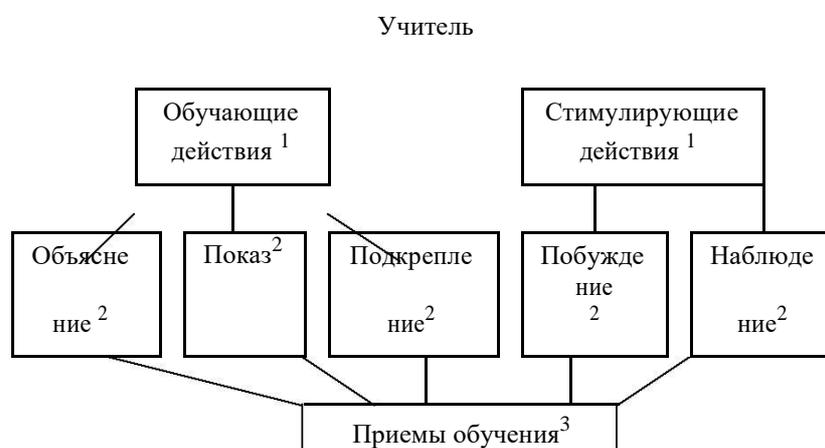 Учитель
Обучающие
действия 1
Стимулирующие
действия 1
Объясне
ние 2
Показ2
Подкрепле
ние2
Побужде
ние
2
Наблюде
ние2
Приемы обучения3